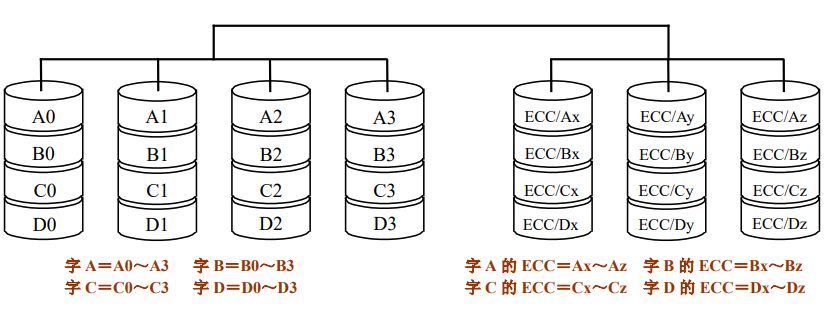 A0 A1 A2 A3 ECC/Ax ECC/Ay ECC/Az
B0 B1 B2 B3 ECC/Bx ECC/By ECC/Bz
C0 C1 C2 C3 ECC/Cx ECC/Cy ECC/Cz
D0 D1 D2 D3 ECC/Dx ECC/Dy ECC/Dz
字 A＝A0～A3 字 B＝B0～B3 字 A 的 ECC＝Ax～Az 字 B 的 ECC＝Bx～Bz
字 C＝C0～C3 字 D＝D0～D3 字 C 的 ECC＝Cx～Cz 字 D 的 ECC＝Dx～Dz